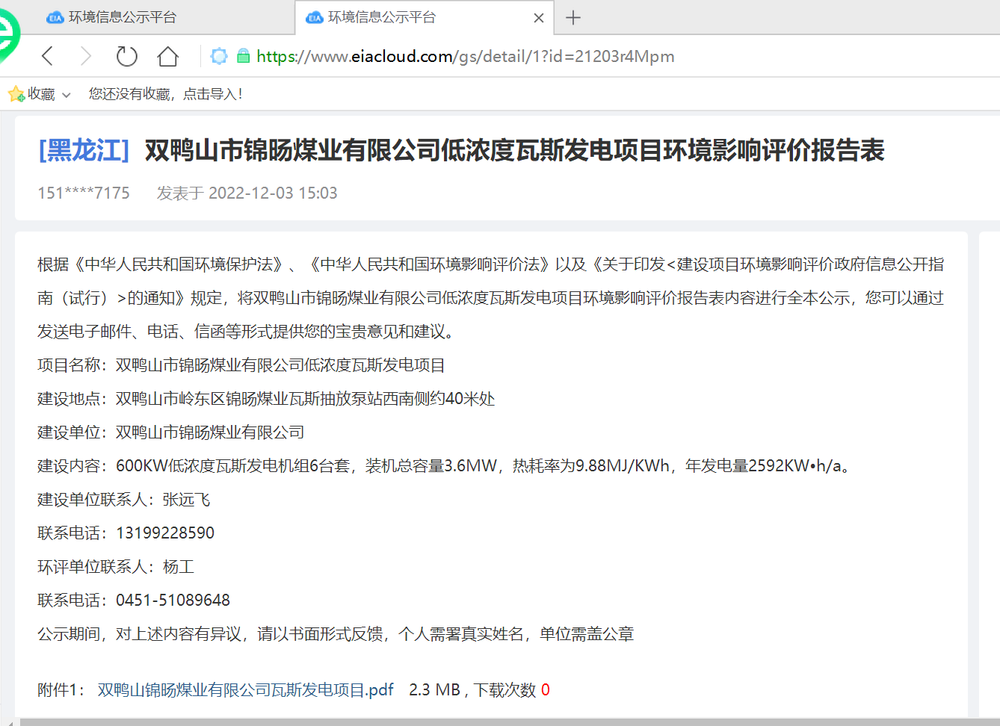 环境信息公示平台
环境信息公示平台
https://www.eiacloud.com/gs/detail/1?id=21203r4Mpm
收藏 您还没有收藏，点击导入！
[黑龙江] 双鸭山市锦旸煤业有限公司低浓度瓦斯发电项目环境影响评价报告表
151****7175 发表于 2022-12-03 15:03
根据《中华人民共和国环境保护法》、《中华人民共和国环境影响评价法》以及《关于印发<建设项目环境影响评价政府信息公开指
南（试行）>的通知》规定，将双鸭山市锦旸煤业有限公司低浓度瓦斯发电项目环境影响评价报告表内容进行全本公示，您可以通过
发送电子邮件、电话、信函等形式提供您的宝贵意见和建议。
项目名称：双鸭山市锦旸煤业有限公司低浓度瓦斯发电项目
建设地点：双鸭山市岭东区锦旸煤业瓦斯抽放泵站西南侧约40米处
建设单位：双鸭山市锦旸煤业有限公司
建设内容：600KW低浓度瓦斯发电机组6台套，装机总容量3.6MW，热耗率为9.88MJ/KWh，年发电量2592KW•h/a。
建设单位联系人：张远飞
联系电话：13199228590
环评单位联系人：杨工
联系电话：0451-51089648
公示期间，对上述内容有异议，请以书面形式反馈，个人需署真实姓名，单位需盖公章
附件1： 双鸭山锦旸煤业有限公司瓦斯发电项目.pdf 2.3 MB , 下载次数 0